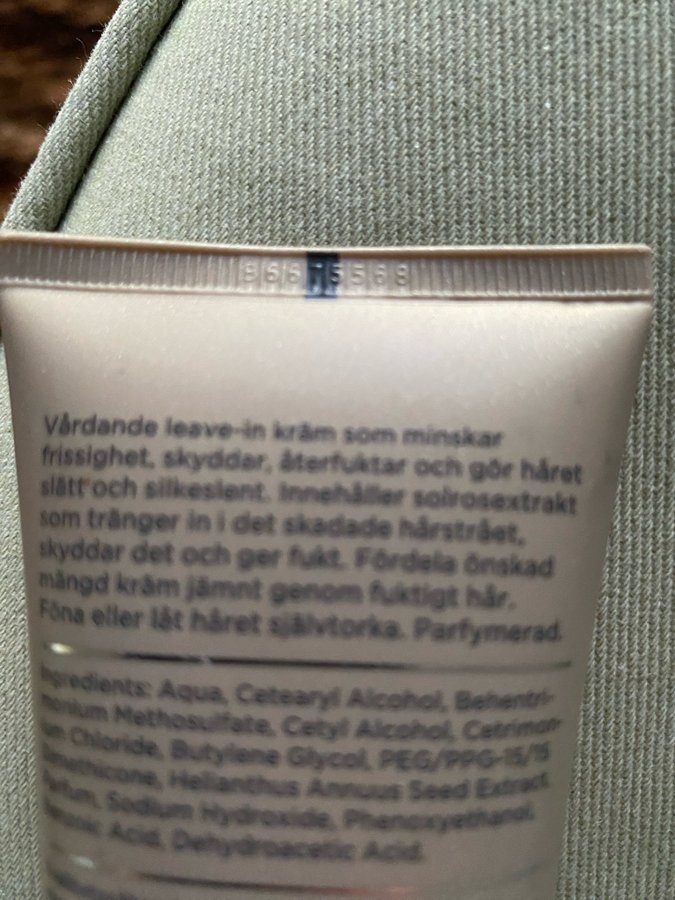 Vårdande leave-in kräm som minskar
frissighet, skyddar, återfuktar och gör håret
slätt och silkeslent. Innehåller solrosextrakt
som tränger in i det skadade hårstrået,
skyddar det och ger fukt. Fördela önskad
mängd kräm jämnt genom fuktigt hår.
Föna eller låt håret självtorka. Parfymerad.
Ingredients: Aqua, Cetearyl Alcohol, Behentri-
monium Methosulfate, Cetyl Alcohol, Cetrimon-
ium Chloride, Butylene Glycol, PEG/PPG-15/15
Dimethicone, Helianthus Annuus Seed Extract,
Parfum, Sodium Hydroxide, Phenoxyethanol,
Benzoic Acid, Dehydroacetic Acid.